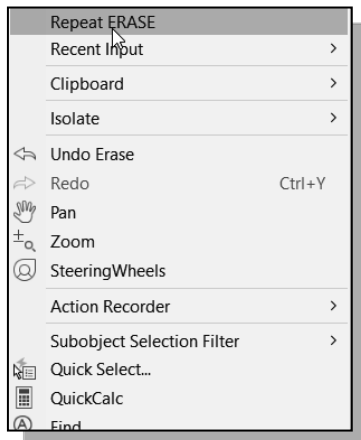 Repeat ERASE
Recent Input >
Clipboard >
Isolate >
Undo Erase
Redo Ctrl+Y
Pan
Zoom
SteeringWheels
Action Recorder >
Subobject Selection Filter >
Quick Select...
QuickCalc
Find